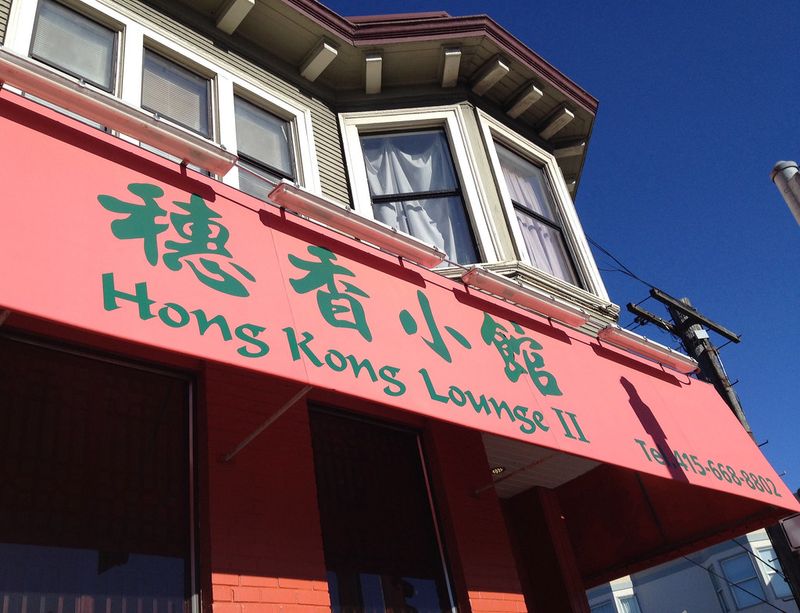 穗香小館
Hong Kong Lounge II
Tel.415-668-8802